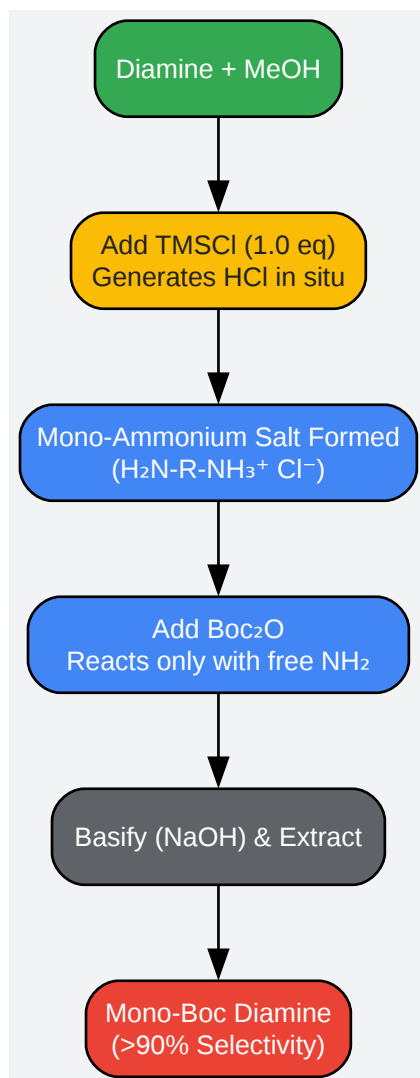 Diamine + MeOH
Add TMSCl (1.0 eq)
Generates HCl in situ
Mono-Ammonium Salt Formed
(H₂N-R-NH₃⁺ Cl⁻)
Add Boc₂O
Reacts only with free NH₂
Basify (NaOH) & Extract
Mono-Boc Diamine
(>90% Selectivity)